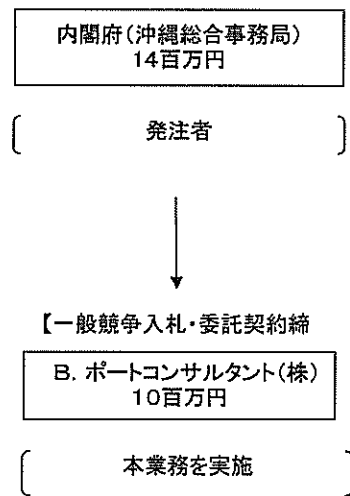 内閣府(沖縄総合事務局)
14百万円
発注者
【一般競争入札・委託契約締
B. ポートコンサルタント(株)
10百万円
本業務を実施